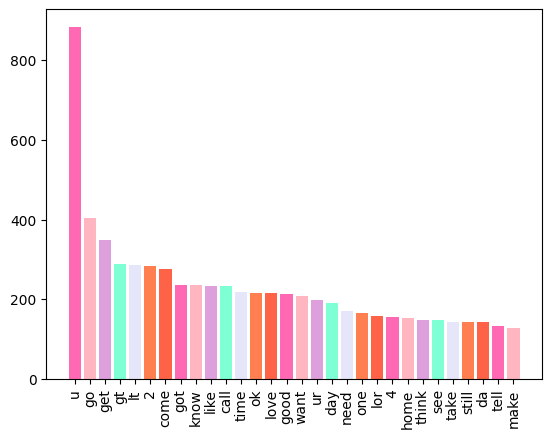 800
600
400
200
0
u
go
get
gt
lt
2
come
got
know
like
call
time
ok
love
good
want
ur
day
need
one
lor
4
home
think
see
take
still
da
tell
make